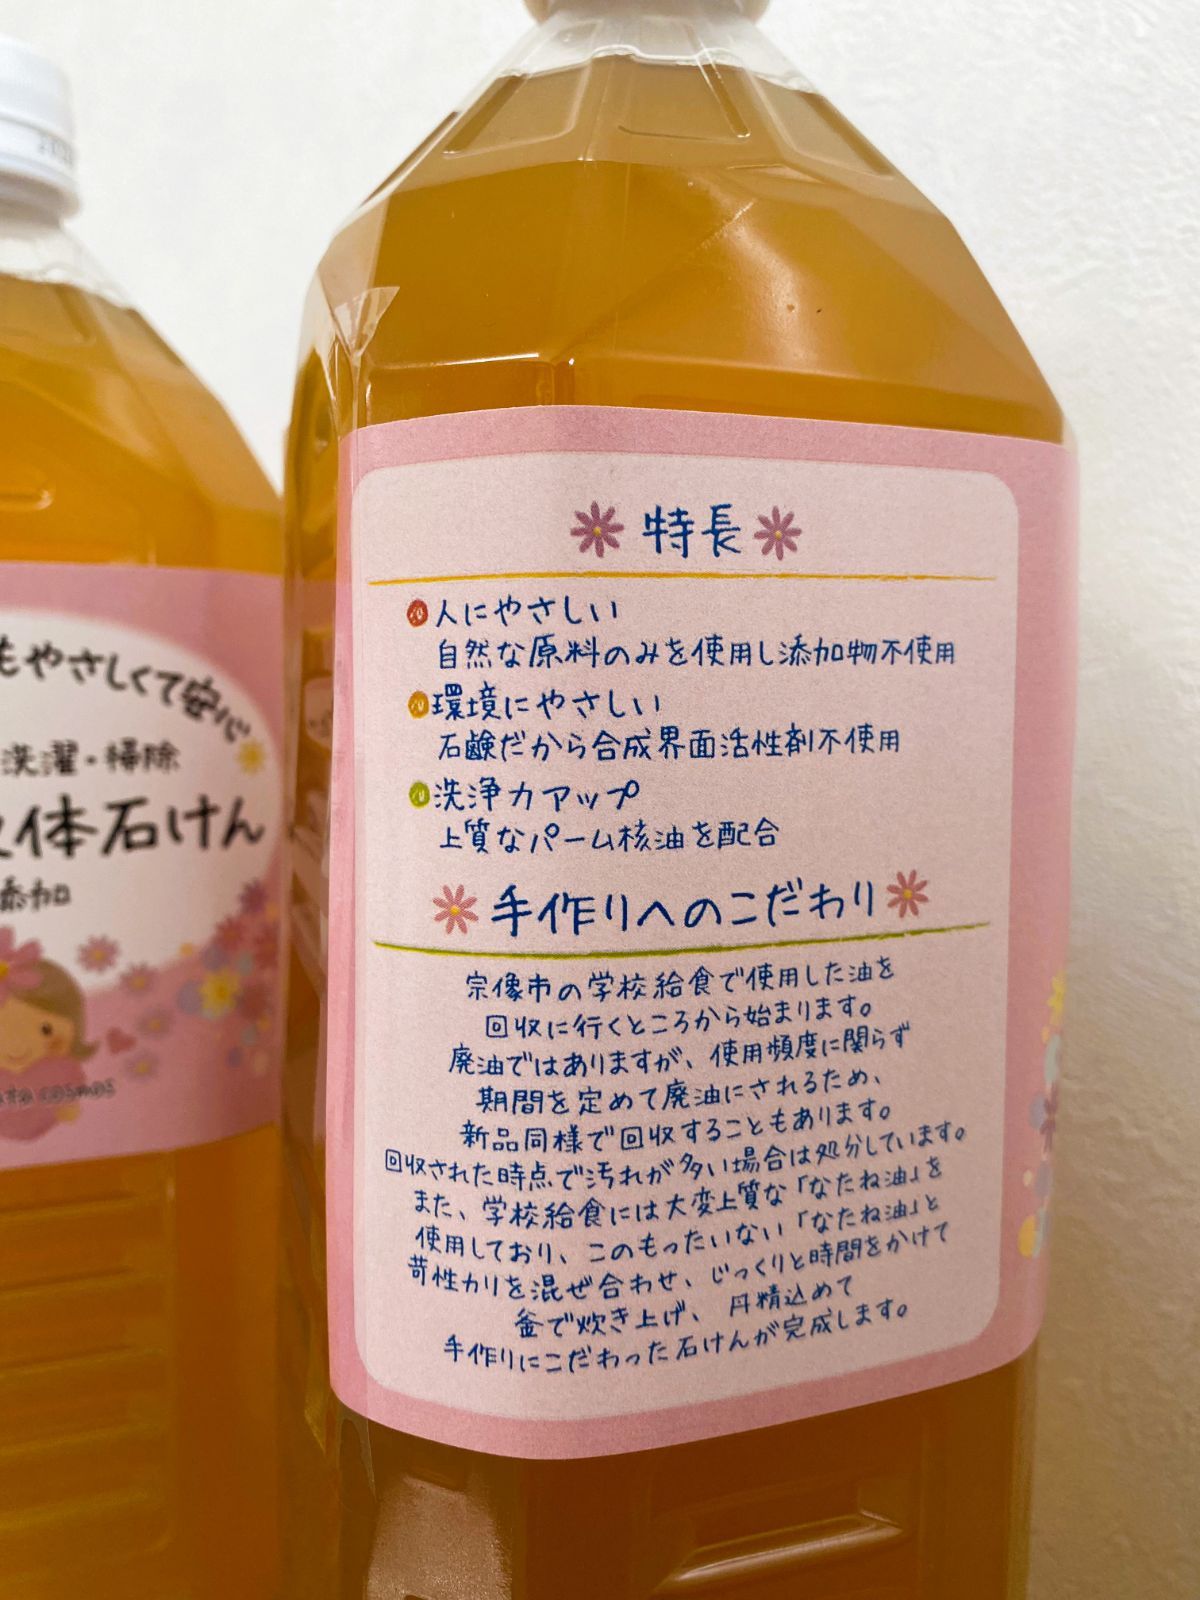 もやさしくて安心
洗濯・掃除
体石けん
添加
cosmos
特長
人にやさしい
自然な原料のみを使用し添加物不使用
環境にやさしい
石鹸だから合成界面活性剤不使用
洗浄力アップ
上質なパーム核油を配合
手作りへのこだわり
宗像市の学校給食で使用した油を
回収に行くところから始まります。
廃油ではありますが、使用頻度に関らず
期間を定めて廃油にされるため、
新品同様で回収することもあります。
回収された時点で汚れが多い場合は処分しています。
また、学校給食には大変上質な「なたね油」を
使用しており、このもったいない「なたね油」と
苛性カリを混ぜ合わせ、じっくりと時間をかけて
釜で炊き上げ、丹精込めて
手作りにこだわった石けんが完成します。